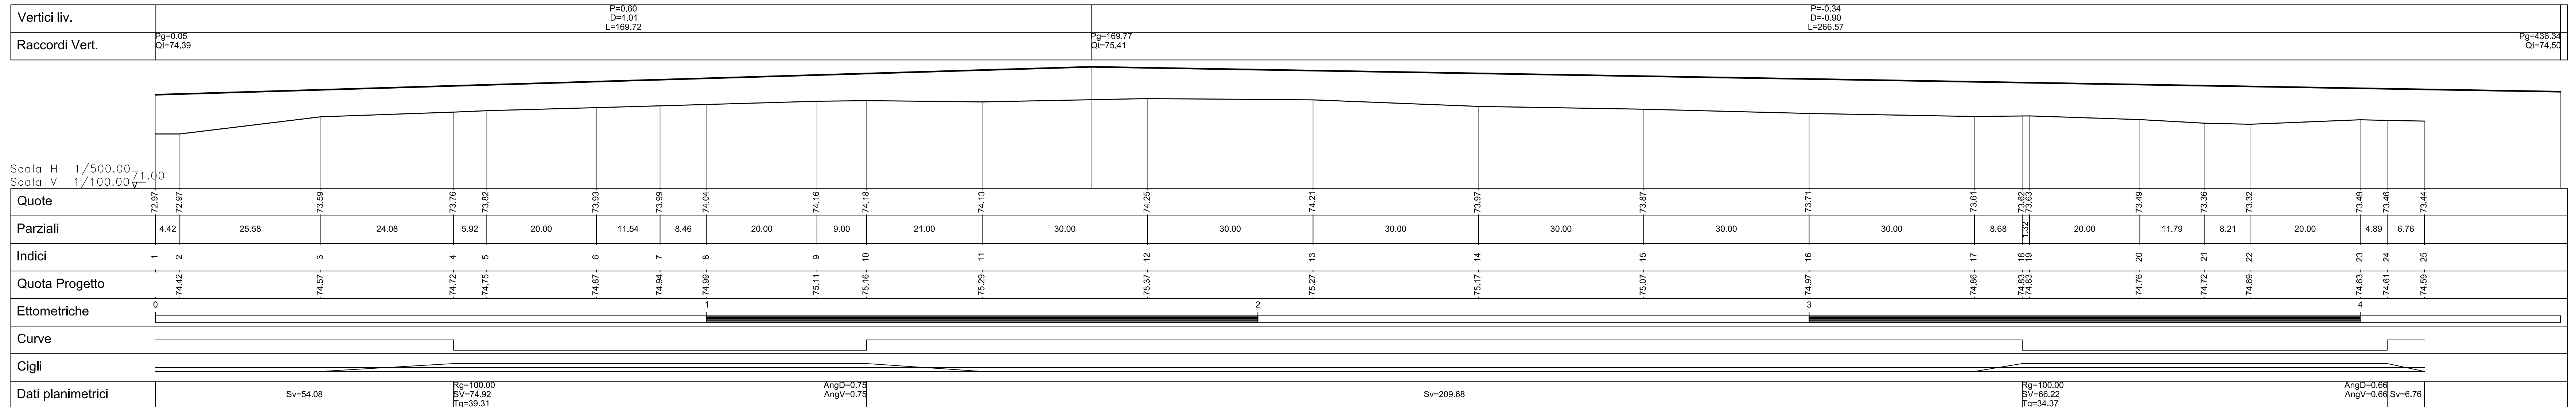 Vertici liv.
P=0.60
D=1.01
L=169.72
P=-0.34
D=-0.90
L=266.57
Raccordi Vert.
Pg=0.05
Qt=74.39
Pg=169.77
Qt=75.41
Pg=436.34
Qt=74.50
Scala H 1/500.00
Scala V 1/100.00
71.00
Quote
72.97 72.97 73.59 73.76 73.82 73.93 73.99 74.04 74.16 74.18 74.13 74.25 74.21 73.97 73.87 73.71 73.61 73.62 73.63 73.49 73.36 73.32 73.49 73.46 73.44
Parziali
4.42 25.58 24.08 5.92 20.00 11.54 8.46 20.00 9.00 21.00 30.00 30.00 30.00 30.00 30.00 30.00 8.68 1.32 20.00 11.79 8.21 20.00 4.89 6.76
Indici
1 2 3 4 5 6 7 8 9 10 11 12 13 14 15 16 17 18 19 20 21 22 23 24 25
Quota Progetto
74.42 74.57 74.72 74.75 74.87 74.94 74.99 75.11 75.16 75.29 75.37 75.27 75.17 75.07 74.97 74.86 74.83 74.83 74.76 74.72 74.69 74.63 74.61 74.59
Ettometriche
0 1 2 3 4
Curve
Cigli
Dati planimetrici
Sv=54.08
Rg=100.00
SV=74.92
Tg=39.31
AngD=0.75
AngV=0.75
Sv=209.68
Rg=100.00
SV=66.22
Tg=34.37
AngD=0.66
AngV=0.66
Sv=6.76